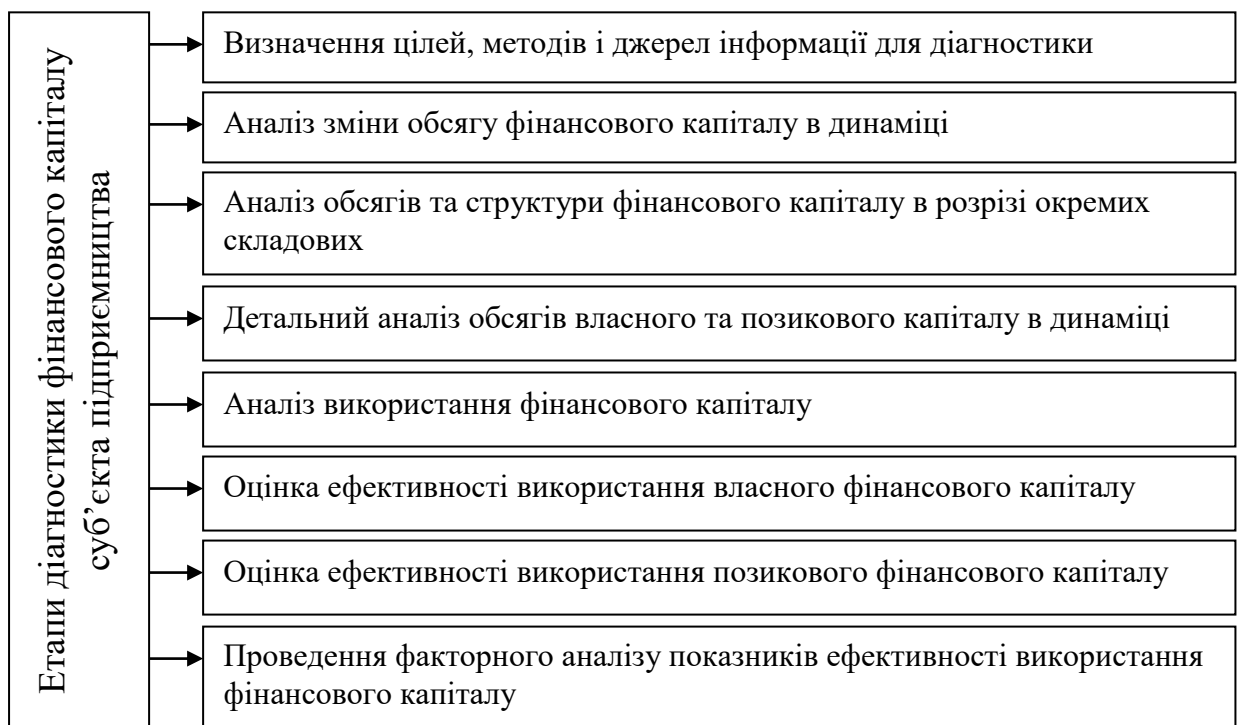 Етапи діагностики фінансового капіталу
суб’єкта підприємництва
Визначення цілей, методів і джерел інформації для діагностики
Аналіз зміни обсягу фінансового капіталу в динаміці
Аналіз обсягів та структури фінансового капіталу в розрізі окремих
складових
Детальний аналіз обсягів власного та позикового капіталу в динаміці
Аналіз використання фінансового капіталу
Оцінка ефективності використання власного фінансового капіталу
Оцінка ефективності використання позикового фінансового капіталу
Проведення факторного аналізу показників ефективності використання
фінансового капіталу